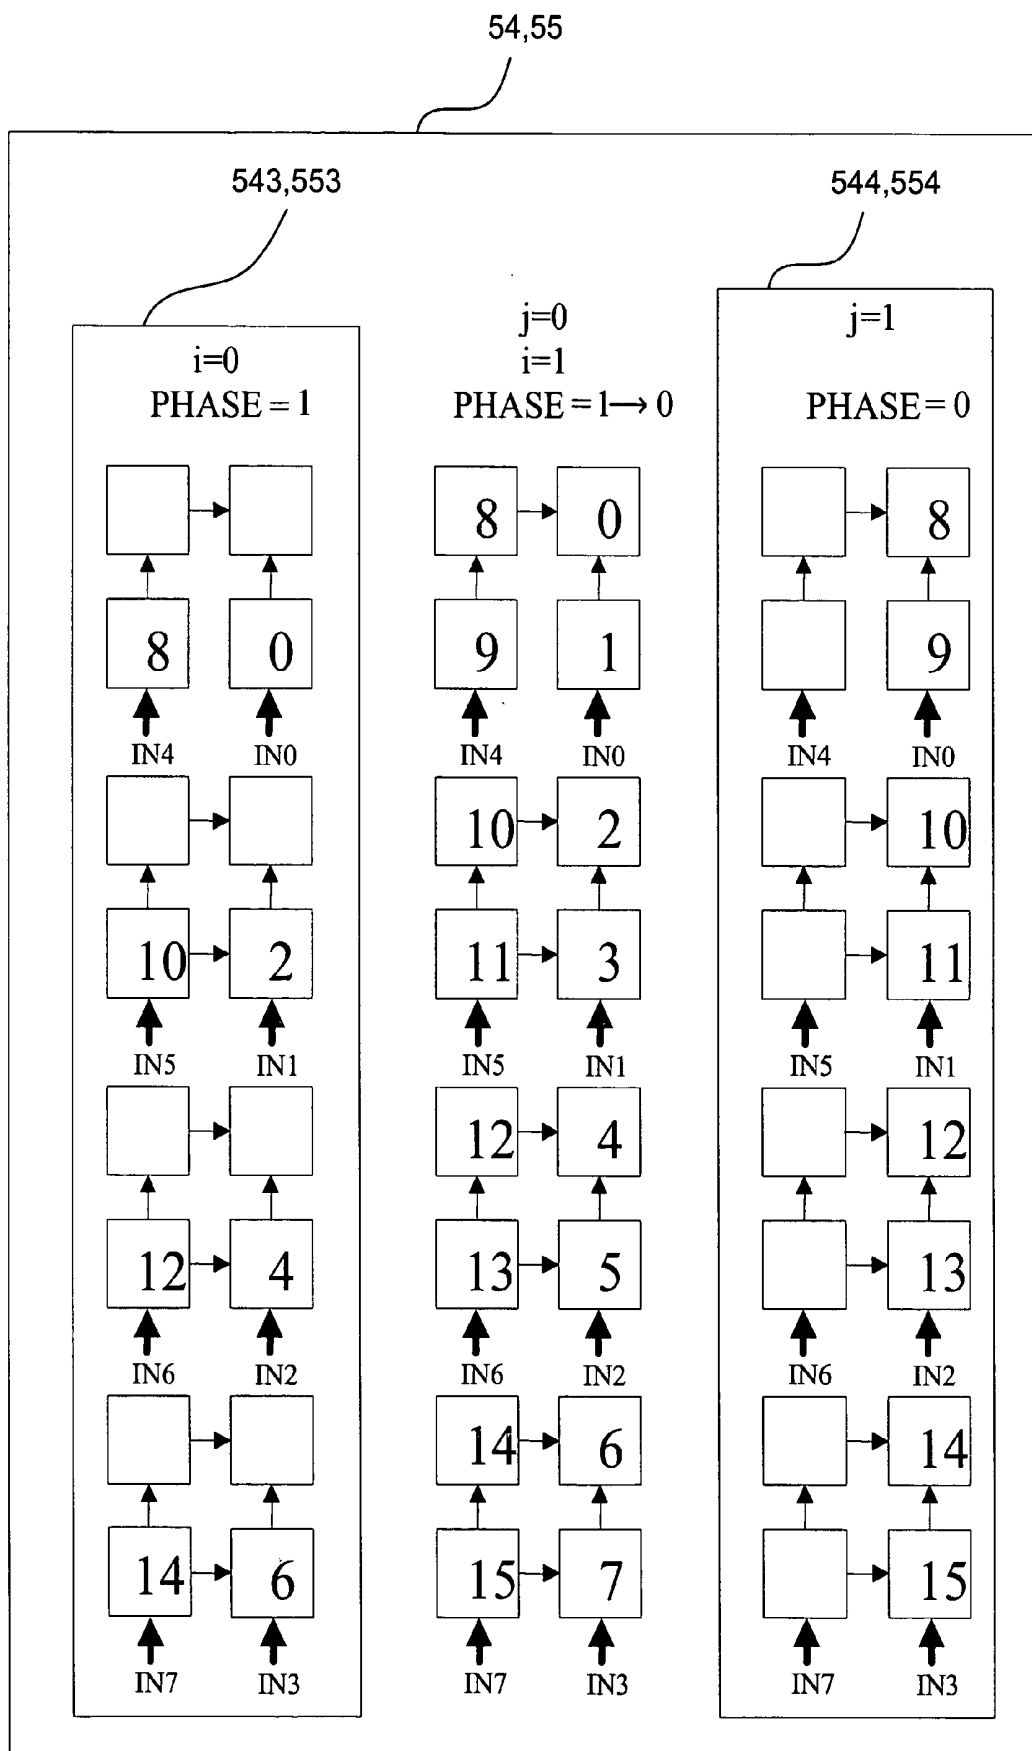 54,55
543,553
544,554
i=0
PHASE = 1
j=0
i=1
PHASE = 1→0
j=1
PHASE = 0
8 0
8 0
9 1
8
9
IN4 IN0
IN4 IN0
IN4 IN0
10 2
10 2
11 3
10
11
IN5 IN1
IN5 IN1
IN5 IN1
12 4
12 4
13 5
12
13
IN6 IN2
IN6 IN2
IN6 IN2
14 6
14 6
15 7
14
15
IN7 IN3
IN7 IN3
IN7 IN3